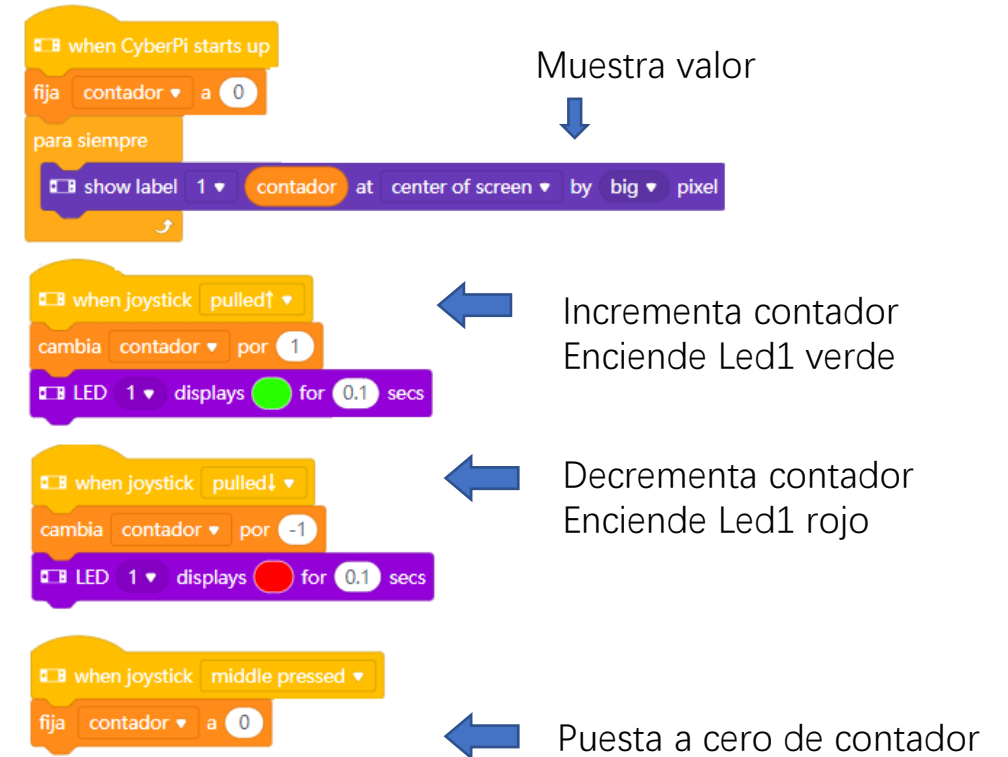 when CyberPi starts up
fija contador ▾ a 0
para siempre
show label 1 ▾ contador at center of screen ▾ by big ▾ pixel
Muestra valor
when joystick pulled↑ ▾
cambia contador ▾ por 1
LED 1 ▾ displays for 0.1 secs
Incrementa contador
Enciende Led1 verde
when joystick pulled↓ ▾
cambia contador ▾ por -1
LED 1 ▾ displays for 0.1 secs
Decrementa contador
Enciende Led1 rojo
when joystick middle pressed ▾
fija contador ▾ a 0
Puesta a cero de contador